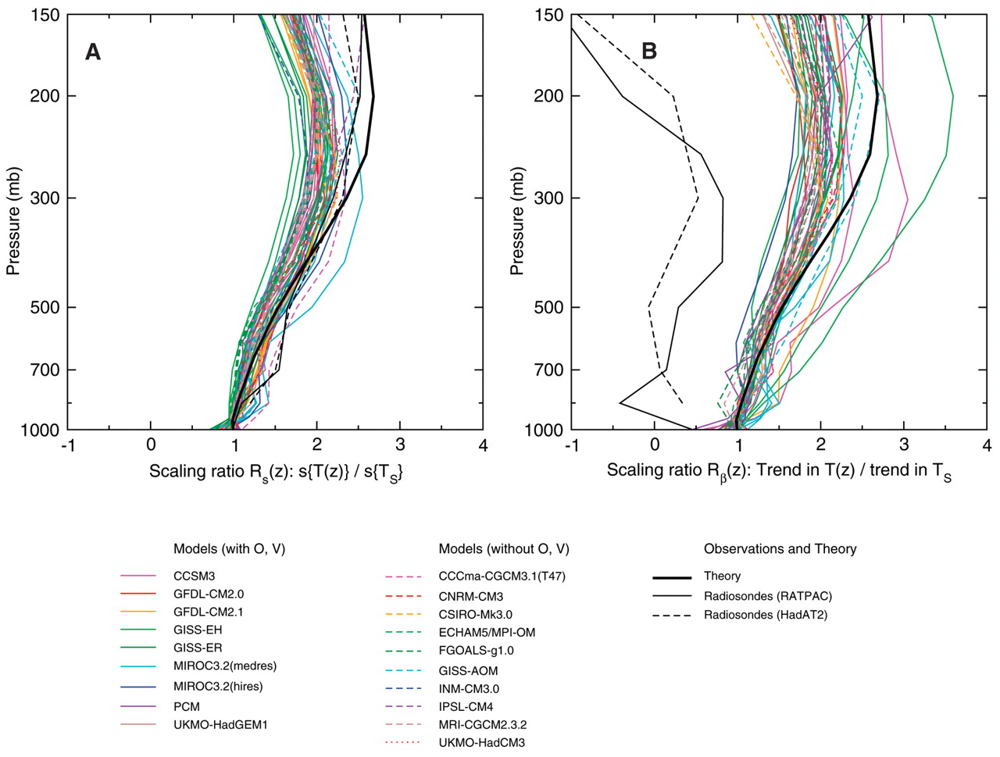 A
B
150
200
300
500
700
1000
Pressure (mb)
-1 0 1 2 3 4
Scaling ratio Rs(z): s{T(z)} / s{TS}
150
200
300
500
700
1000
Pressure (mb)
-1 0 1 2 3 4
Scaling ratio Rβ(z): Trend in T(z) / trend in TS
Models (with O, V)
CCSM3
GFDL-CM2.0
GFDL-CM2.1
GISS-EH
GISS-ER
MIROC3.2(medres)
MIROC3.2(hires)
PCM
UKMO-HadGEM1
Models (without O, V)
CCCma-CGCM3.1(T47)
CNRM-CM3
CSIRO-Mk3.0
ECHAM5/MPI-OM
FGOALS-g1.0
GISS-AOM
INM-CM3.0
IPSL-CM4
MRI-CGCM2.3.2
UKMO-HadCM3
Observations and Theory
Theory
Radiosondes (RATPAC)
Radiosondes (HadAT2)